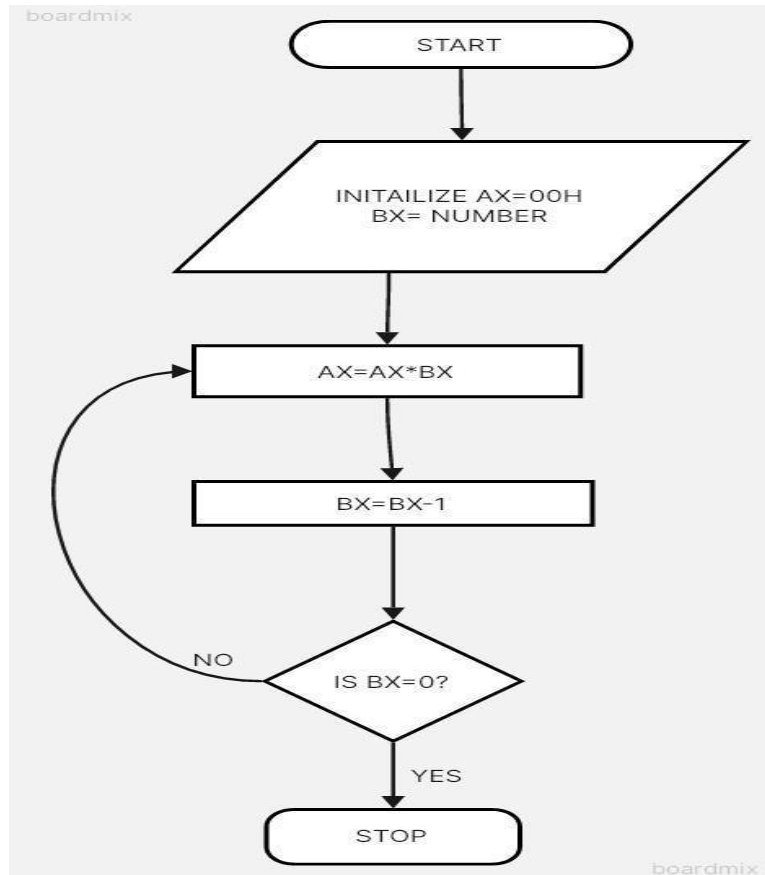 boardmix
START
INITAILIZE AX=00H
BX= NUMBER
AX=AX*BX
BX=BX-1
NO
IS BX=0?
YES
STOP
boardmix